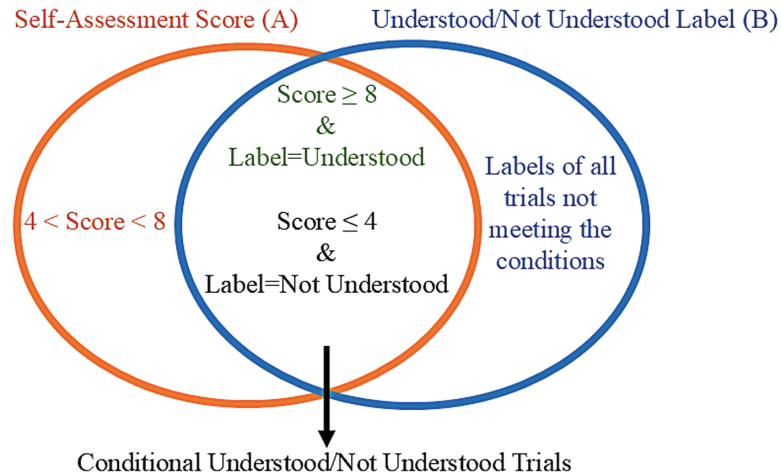 Self-Assessment Score (A)
Understood/Not Understood Label (B)
Score ≥ 8
&
Label=Understood
4 < Score < 8
Score ≤ 4
&
Label=Not Understood
Labels of all
trials not
meeting the
conditions
Conditional Understood/Not Understood Trials